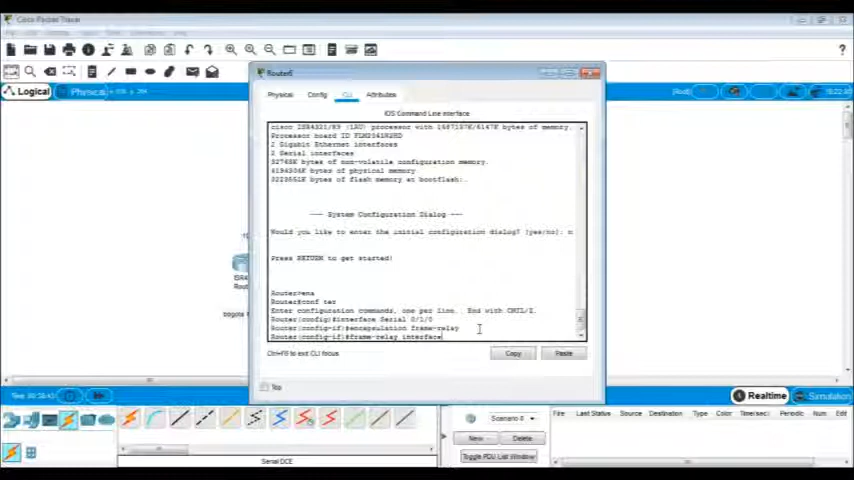 Cisco Packet Tracer
Logical
Physical
[Root]
Router6
Physical
Config
CLI
Attributes
IOS Command Line Interface
cisco ISR4321/K9 (1RU) processor with 1687137K/6147K bytes of memory.
Processor board ID FLM2041W2HD
2 Gigabit Ethernet interfaces
2 Serial interfaces
32768K bytes of non-volatile configuration memory.
4194304K bytes of physical memory.
3223551K bytes of flash memory at bootflash:.
--- System Configuration Dialog ---
Would you like to enter the initial configuration dialog? [yes/no]: n
Press RETURN to get started!
Router>ena
Router#conf ter
Enter configuration commands, one per line. End with CNTL/Z.
Router(config)#interface Serial 0/1/0
Router(config-if)#encapsulation frame-relay
Router(config-if)#frame-relay interface
Ctrl+F6 to exit CLI focus
Copy
Paste
Top
ISR4
Rout
bogota
Realtime
Simulation
Scenario 0
New
Delete
Toggle PDU List Window
Fire
Last Status
Source
Destination
Type
Color
Time(sec)
Periodic
Num
Edit
Serial DCE